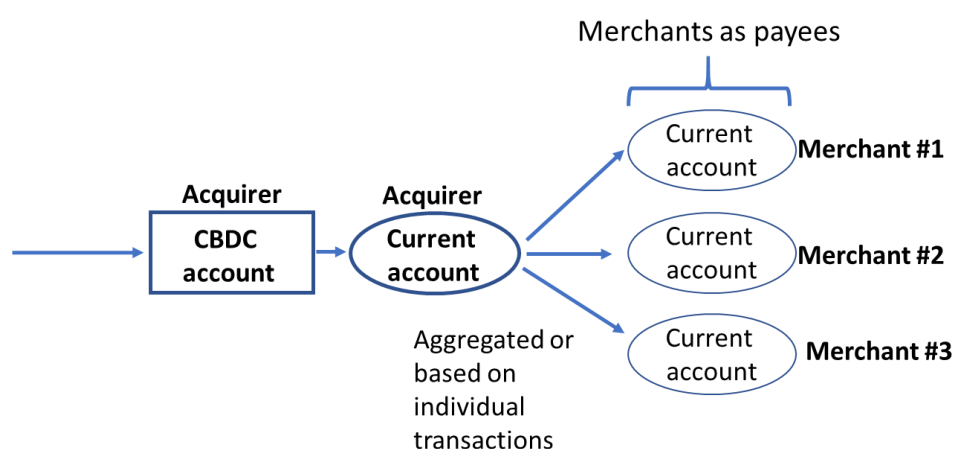 Merchants as payees
Current
account
Merchant #1
Acquirer
CBDC
account
Acquirer
Current
account
Current
account
Merchant #2
Current
account
Merchant #3
Aggregated or
based on
individual
transactions